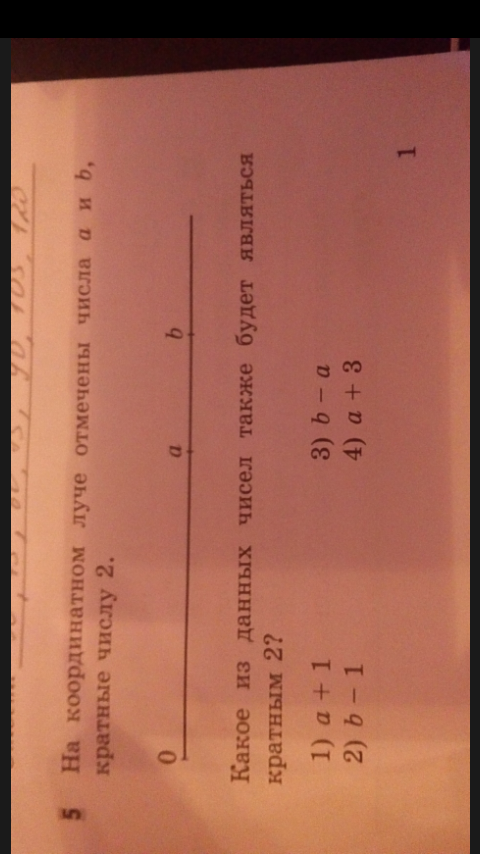 5 На координатном луче отмечены числа a и b,
кратные числу 2.
0 a b
Какое из данных чисел также будет являться
кратным 2?
1) a + 1 3) b − a
2) b − 1 4) a + 3
1